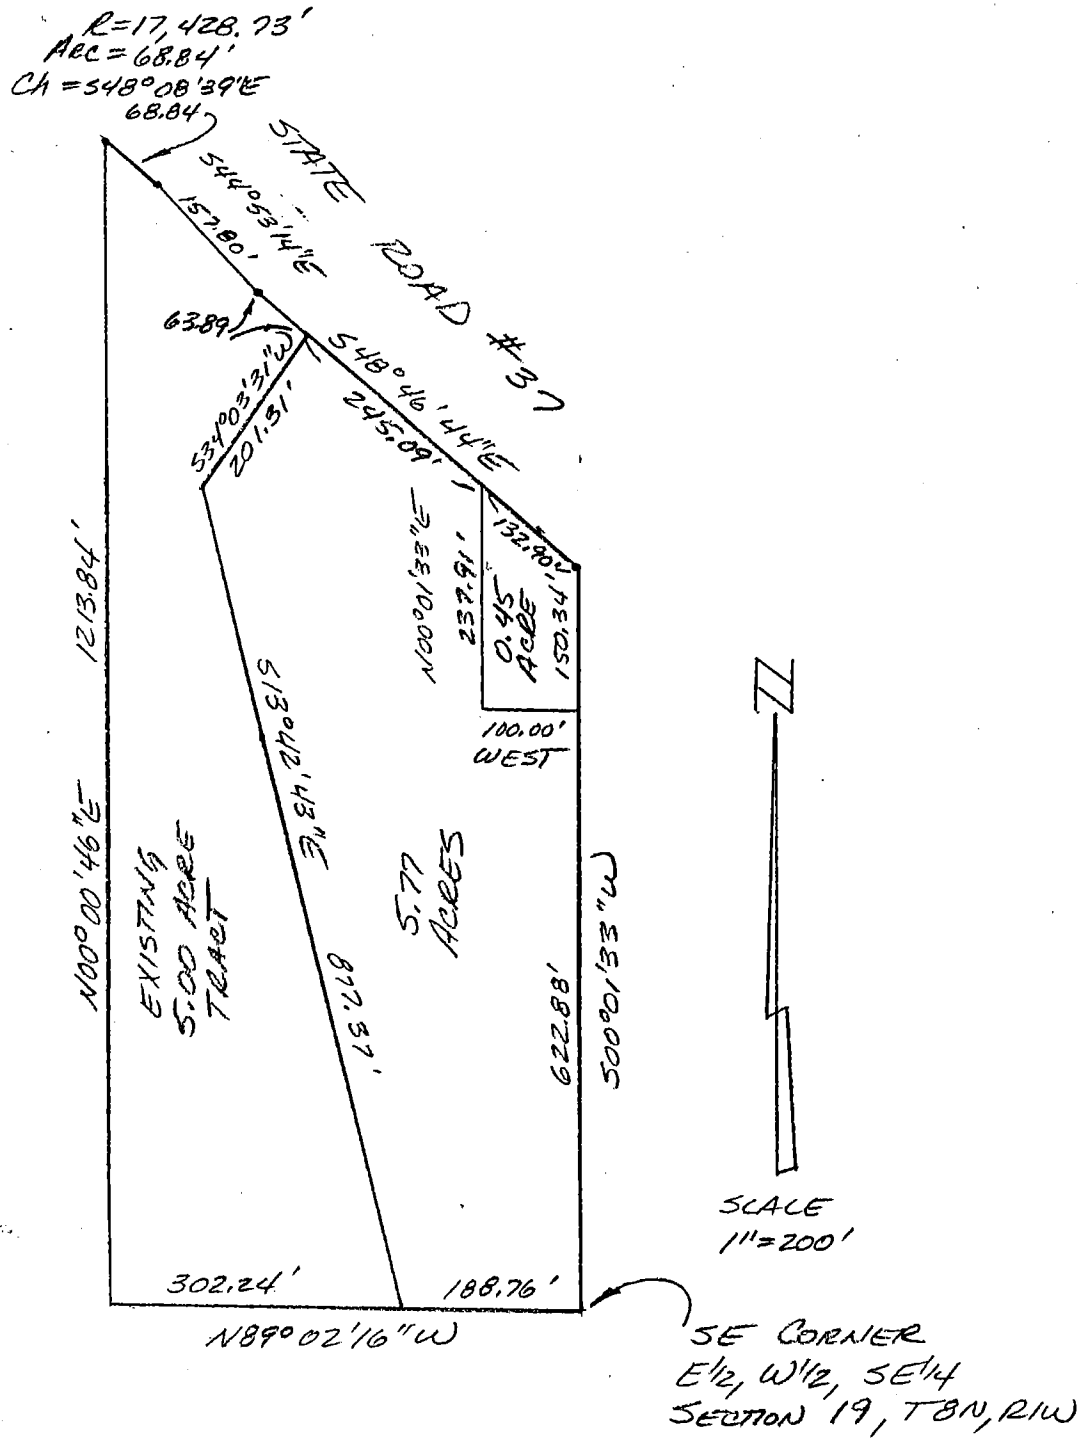 R=17,428.73'
ARC=68.84'
Ch=S48°08'39"E
68.84
STATE ROAD #37
S44°53'14"E
157.80'
63.89
S48°46'44"E
245.09'
S34°03'31"W
201.31'
132.90'
N00°01'33"E
237.91'
0.45
ACRE
150.34'
100.00'
WEST
1213.84'
N00°00'46"E
S13°42'43"E
877.37'
EXISTING
5.00 ACRE
TRACT
5.77
ACRES
622.88'
S00°01'33"W
N
SCALE
1"=200'
302.24'
188.76'
N89°02'16"W
SE CORNER
E1/2, W1/2, SE1/4
SECTION 19, T8N, R1W